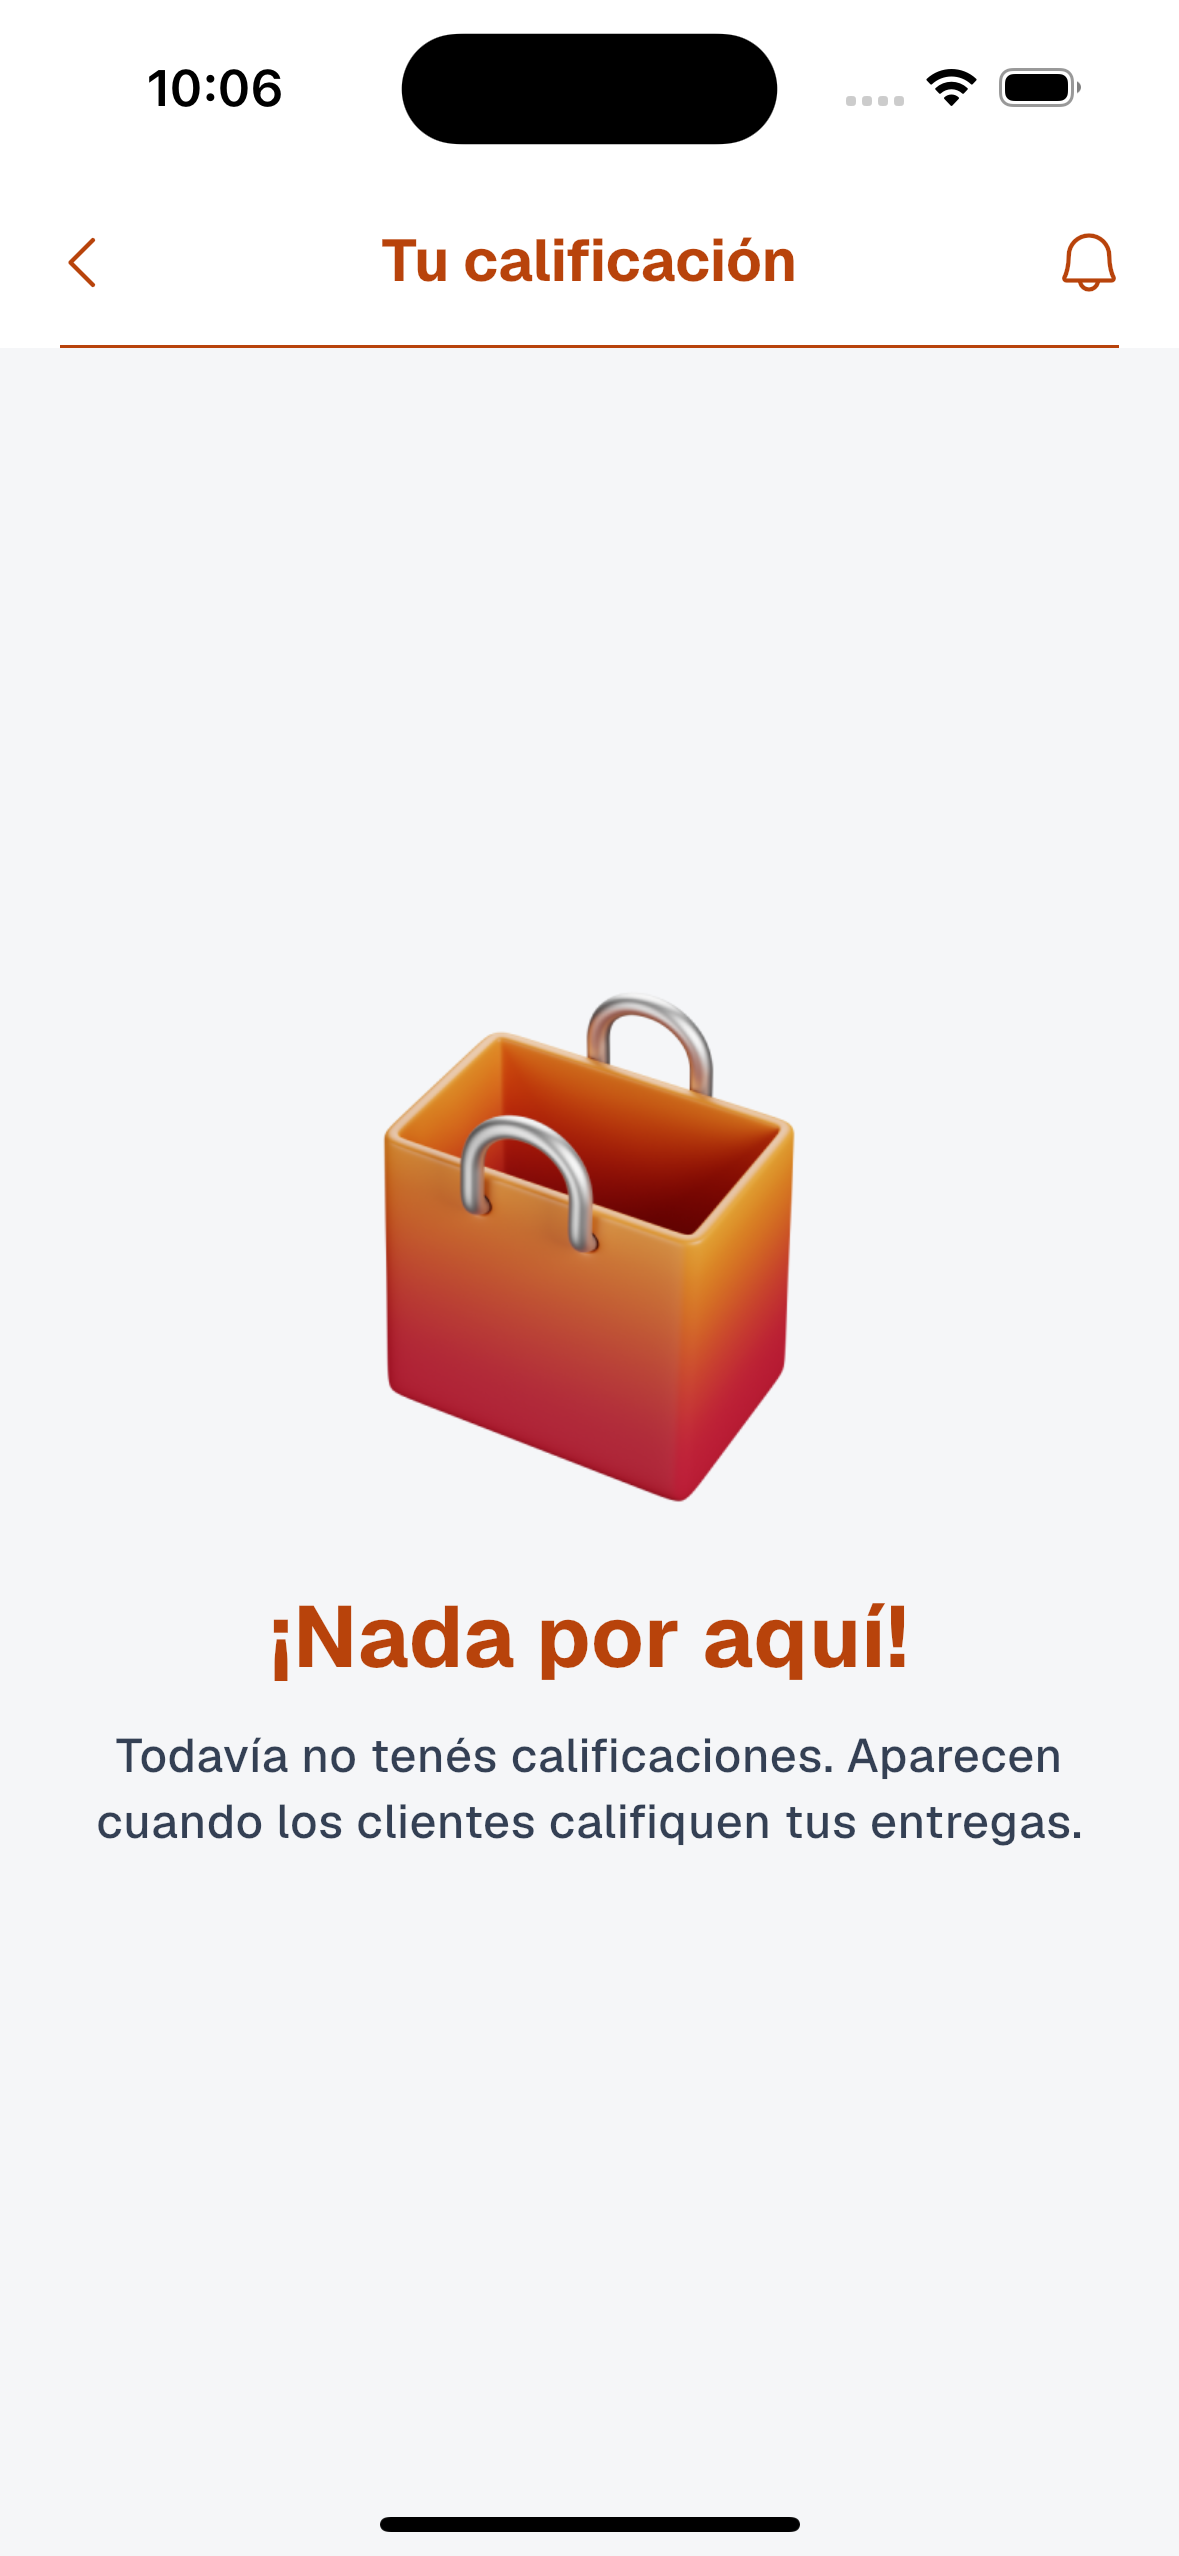 10:06
Tu calificación
¡Nada por aquí!
Todavía no tenés calificaciones. Aparecen
cuando los clientes califiquen tus entregas.